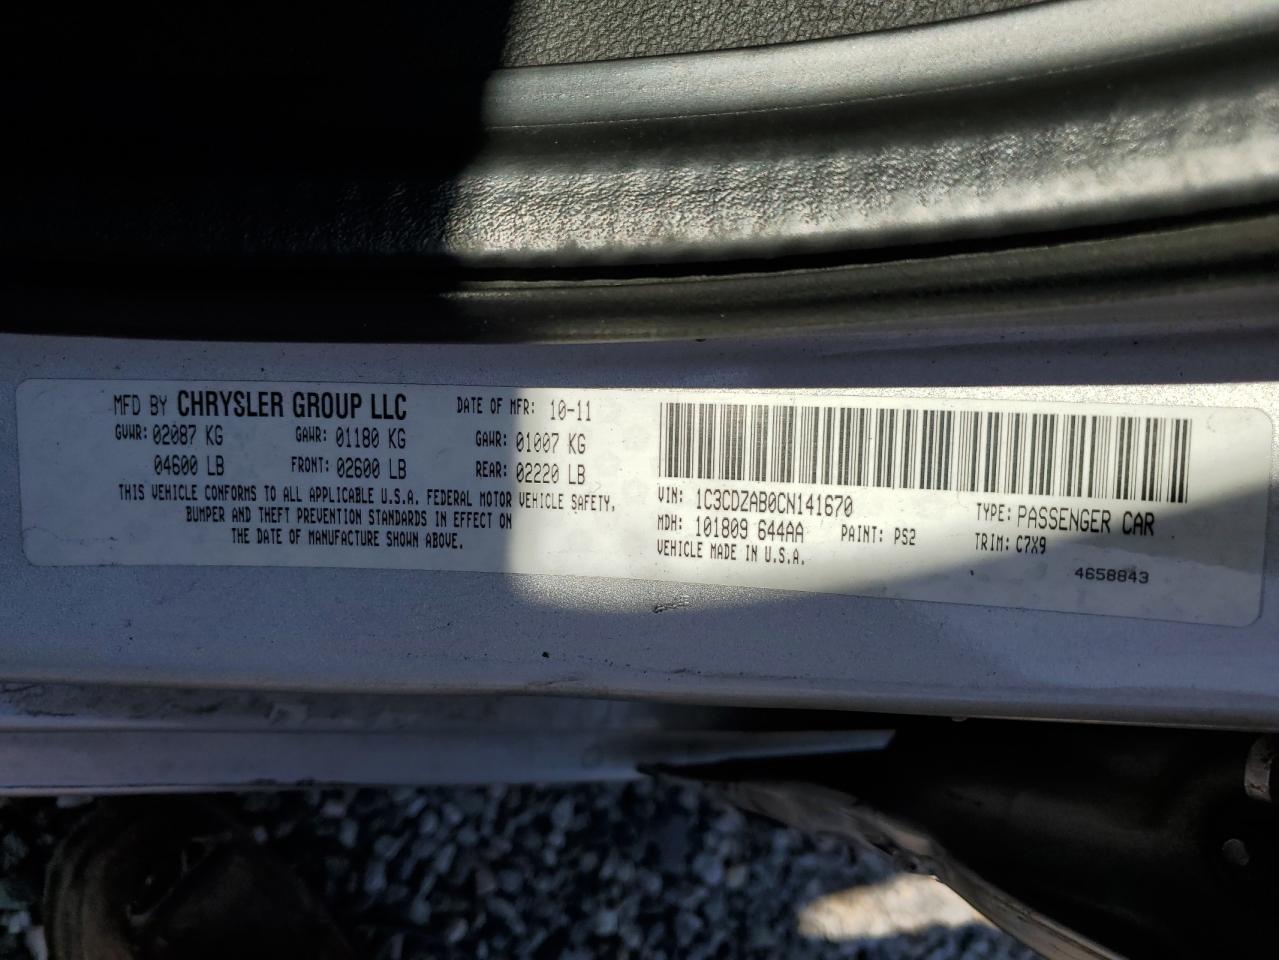 MFD BY CHRYSLER GROUP LLC DATE OF MFR: 10-11
GVWR: 02087 KG GAWR: 01180 KG GAWR: 01007 KG
04600 LB FRONT: 02600 LB REAR: 02220 LB
THIS VEHICLE CONFORMS TO ALL APPLICABLE U.S.A. FEDERAL MOTOR VEHICLE SAFETY,
BUMPER AND THEFT PREVENTION STANDARDS IN EFFECT ON
THE DATE OF MANUFACTURE SHOWN ABOVE.
VIN: 1C3CDZAB0CN141670 TYPE: PASSENGER CAR
MDH: 101809 644AA PAINT: PS2 TRIM: C7X9
VEHICLE MADE IN U.S.A.
4658843